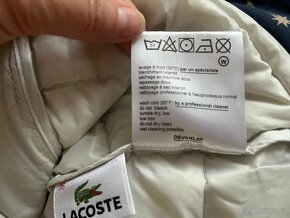 W
lavage à froid (30°C) par un spécialiste
blanchiment interdit
séchage en machine modéré
repassage doux
nettoyage à sec interdit
nettoyage professionnel à l'eau processus normal
wash cold (85°F) by a professional cleaner
do not bleach
tumble dry, low
low iron
do not dry clean
wet cleaning possible
DEVANLAY
LACOSTE